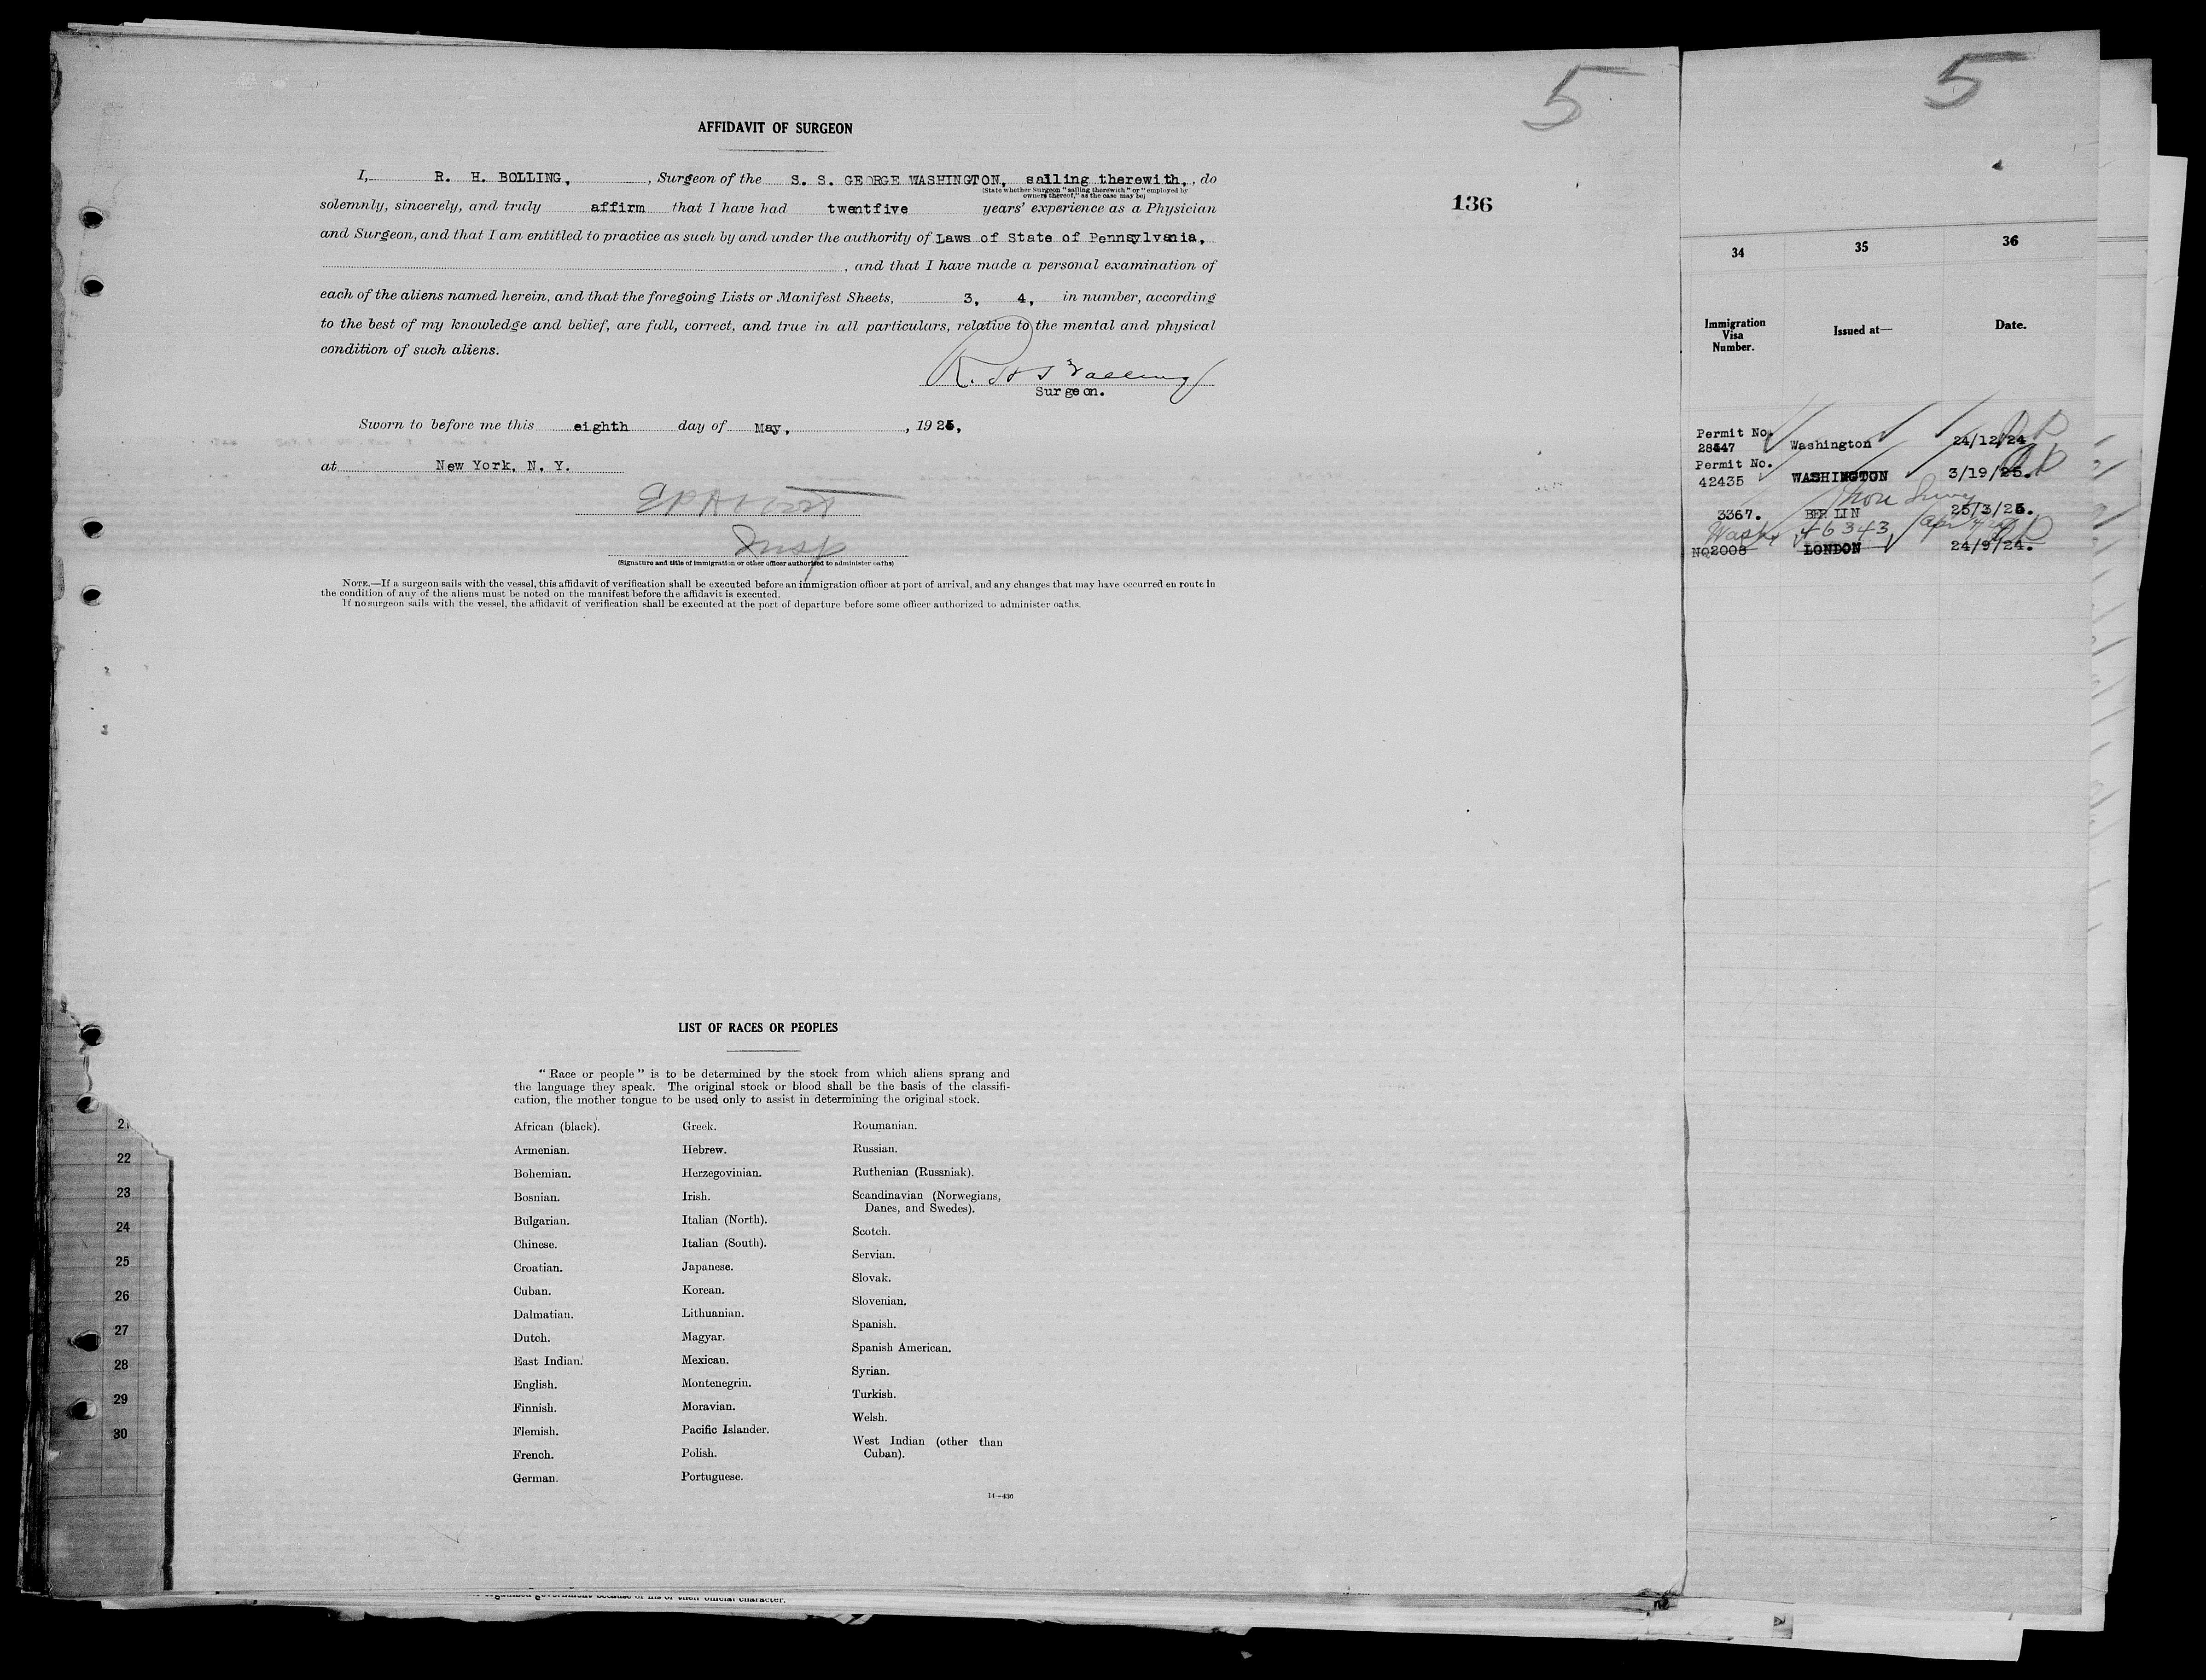 5
AFFIDAVIT OF SURGEON
I, R. H. BOLLING, , Surgeon of the S. S. GEORGE WASHINGTON, sailing therewith, , do
(State whether Surgeon "sailing therewith" or "employed by
owners thereof," as the case may be)
solemnly, sincerely, and truly affirm that I have had twentfive years' experience as a Physician
and Surgeon, and that I am entitled to practice as such by and under the authority of Laws of State of Pennsylvania,
, and that I have made a personal examination of
each of the aliens named herein, and that the foregoing Lists or Manifest Sheets, 3, 4, in number, according
to the best of my knowledge and belief, are full, correct, and true in all particulars, relative to the mental and physical
condition of such aliens.
Surgeon.
Sworn to before me this eighth day of May, , 1925,
at New York, N. Y.
Insp
(Signature and title of immigration or other officer authorized to administer oaths)
NOTE.—If a surgeon sails with the vessel, this affidavit of verification shall be executed before an immigration officer at port of arrival, and any changes that may have occurred en route in
the condition of any of the aliens must be noted on the manifest before the affidavit is executed.
If no surgeon sails with the vessel, the affidavit of verification shall be executed at the port of departure before some officer authorized to administer oaths.
136
LIST OF RACES OR PEOPLES
"Race or people" is to be determined by the stock from which aliens sprang and
the language they speak. The original stock or blood shall be the basis of the classifi-
cation, the mother tongue to be used only to assist in determining the original stock.
African (black).
Armenian.
Bohemian.
Bosnian.
Bulgarian.
Chinese.
Croatian.
Cuban.
Dalmatian.
Dutch.
East Indian.
English.
Finnish.
Flemish.
French.
German.
Greek.
Hebrew.
Herzegovinian.
Irish.
Italian (North).
Italian (South).
Japanese.
Korean.
Lithuanian.
Magyar.
Mexican.
Montenegrin.
Moravian.
Pacific Islander.
Polish.
Portuguese.
Roumanian.
Russian.
Ruthenian (Russniak).
Scandinavian (Norwegians,
Danes, and Swedes).
Scotch.
Servian.
Slovak.
Slovenian.
Spanish.
Spanish American.
Syrian.
Turkish.
Welsh.
West Indian (other than
Cuban).
14—436
21
22
23
24
25
26
27
28
29
30
5
34 35 36
Immigration
Visa
Number.
Issued at—
Date.
Permit No.
28447 Washington 24/12/24
Permit No.
42435 WASHINGTON 3/19/25.
3367. BERLIN 25/3/25.
Wash 46343
NQ2008 LONDON 24/9/24.